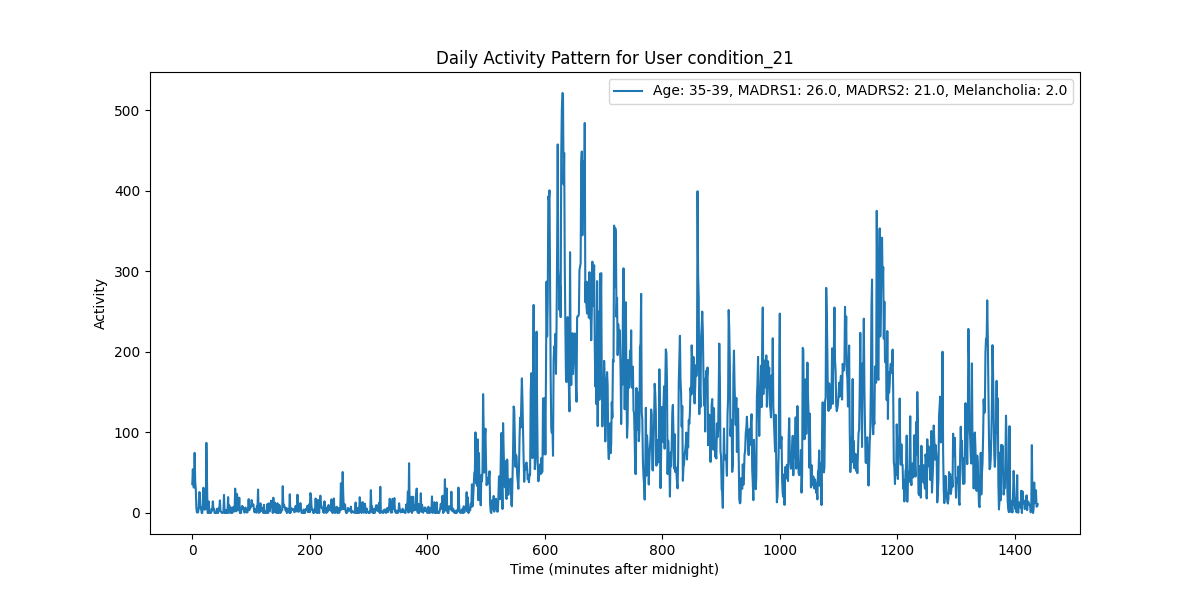 Daily Activity Pattern for User condition_21
Age: 35-39, MADRS1: 26.0, MADRS2: 21.0, Melancholia: 2.0
500
400
300
200
100
0
Activity
0 200 400 600 800 1000 1200 1400
Time (minutes after midnight)